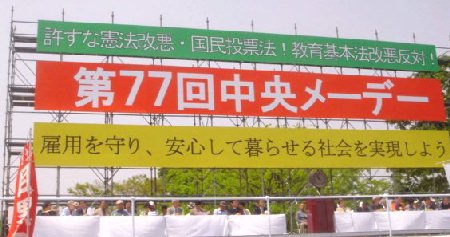 許すな憲法改悪・国民投票法！教育基本法改悪反対！
第77回中央メーデー
雇用を守り、安心して暮らせる社会を実現しよう